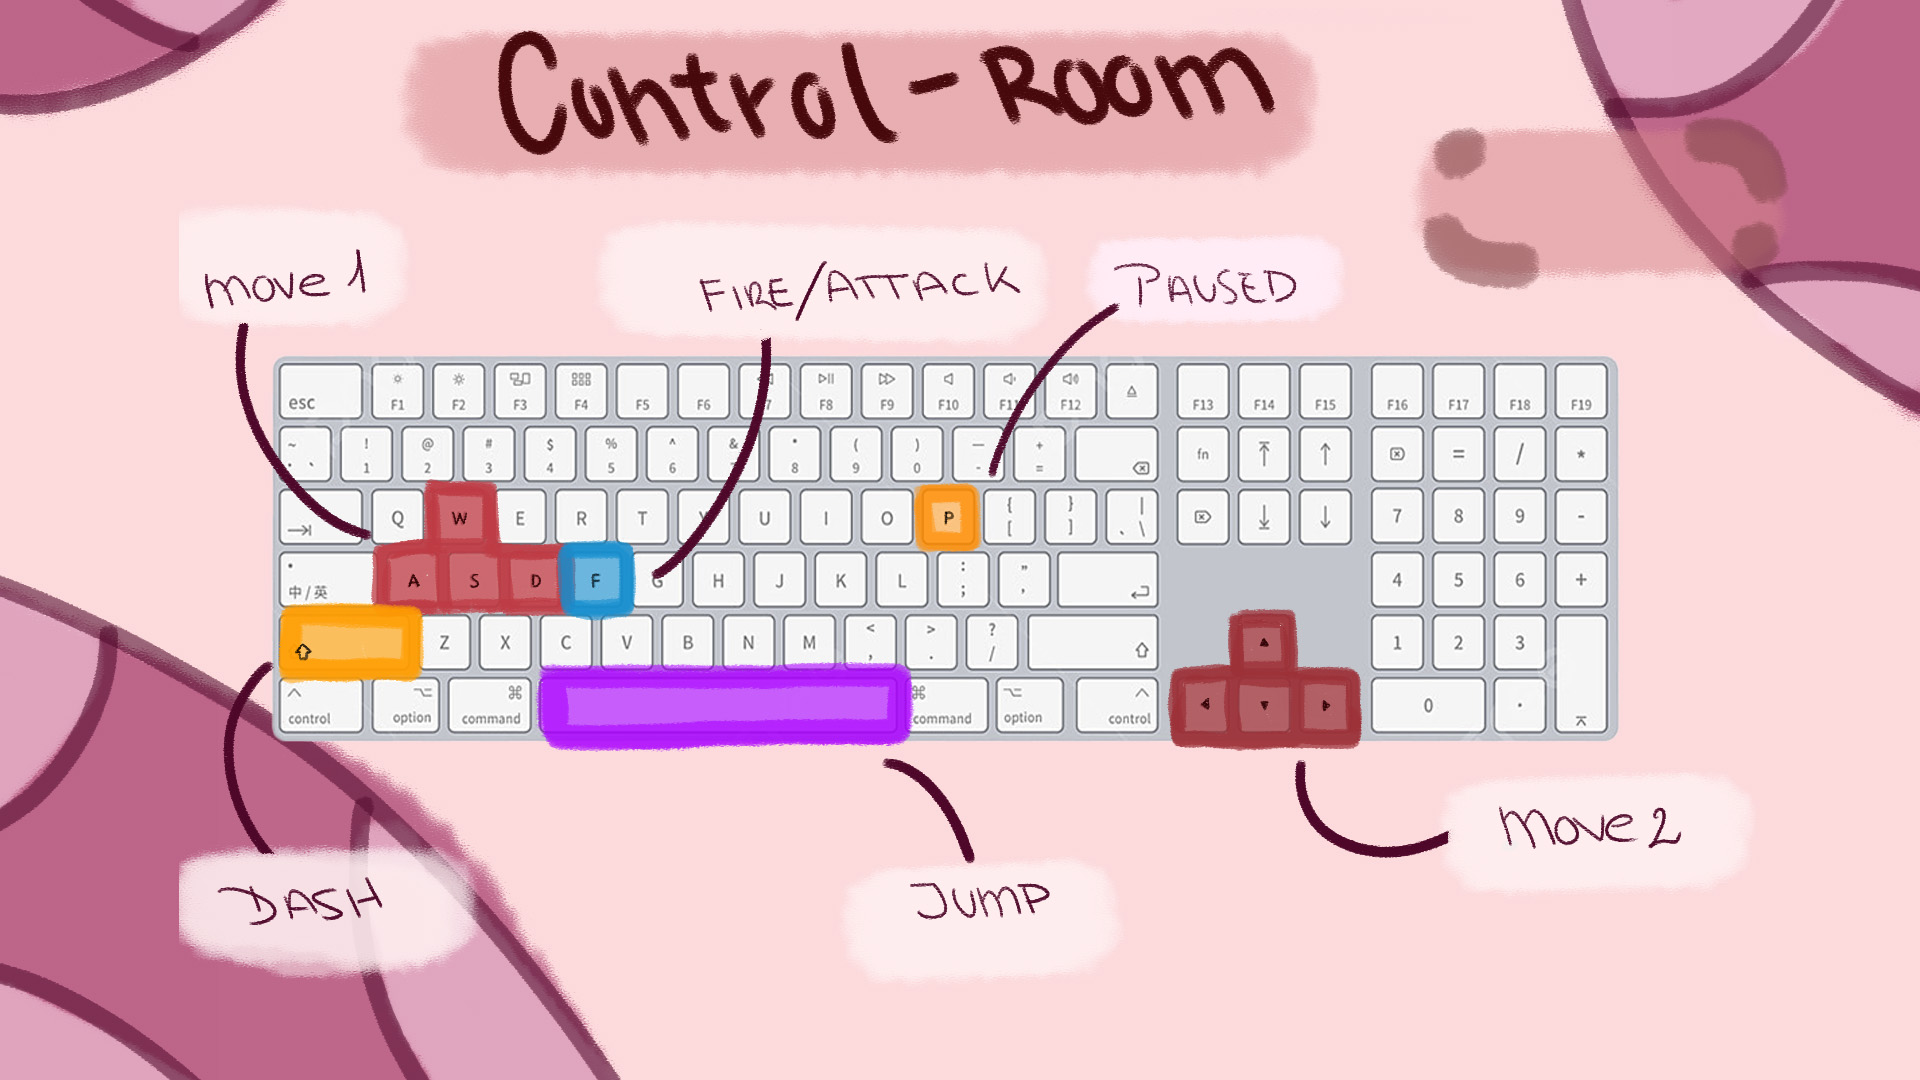 Control-Room
move 1
FIRE/ATTACK
PAUSED
esc F1 F2 F3 F4 F5 F6 7 F8 F9 F10 F11 F12 F13 F14 F15 F16 F17 F18 F19
~ ! @ # $ % ^ & * ( ) — +
` 1 2 3 4 5 6 8 9 0 - = fn = / *
Q W E R T Y U I O P { [ } ] | \ 7 8 9 -
中/英 A S D F G H J K L : ; " , 4 5 6 +
Z X C V B N M < , > . ? / 1 2 3
control option command command option control 0 .
move 2
DASH
JUMP